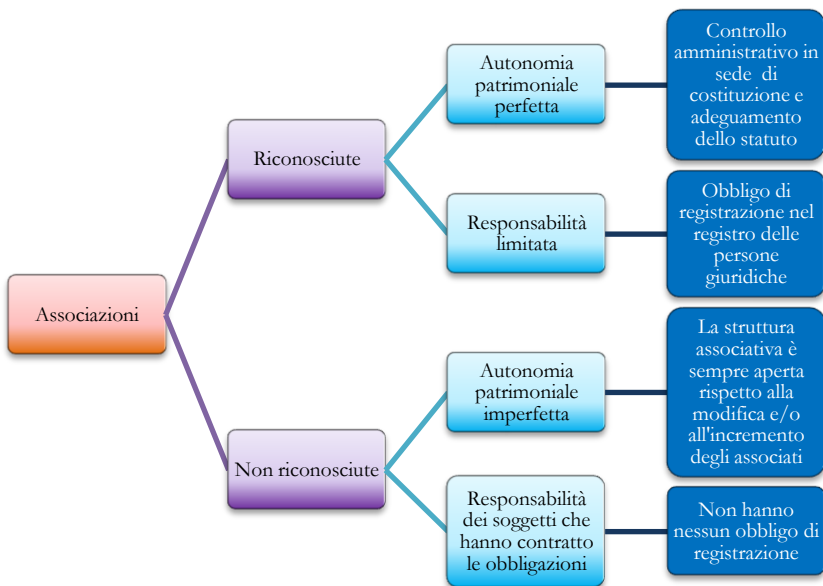 Associazioni
Riconosciute
Autonomia
patrimoniale
perfetta
Controllo
amministrativo in
sede di
costituzione e
adeguamento
dello statuto
Responsabilità
limitata
Obbligo di
registrazione nel
registro delle
persone
giuridiche
Non riconosciute
Autonomia
patrimoniale
imperfetta
La struttura
associativa è
sempre aperta
rispetto alla
modifica e/o
all'incremento
degli associati
Responsabilità
dei soggetti che
hanno contratto
le obbligazioni
Non hanno
nessun obbligo di
registrazione